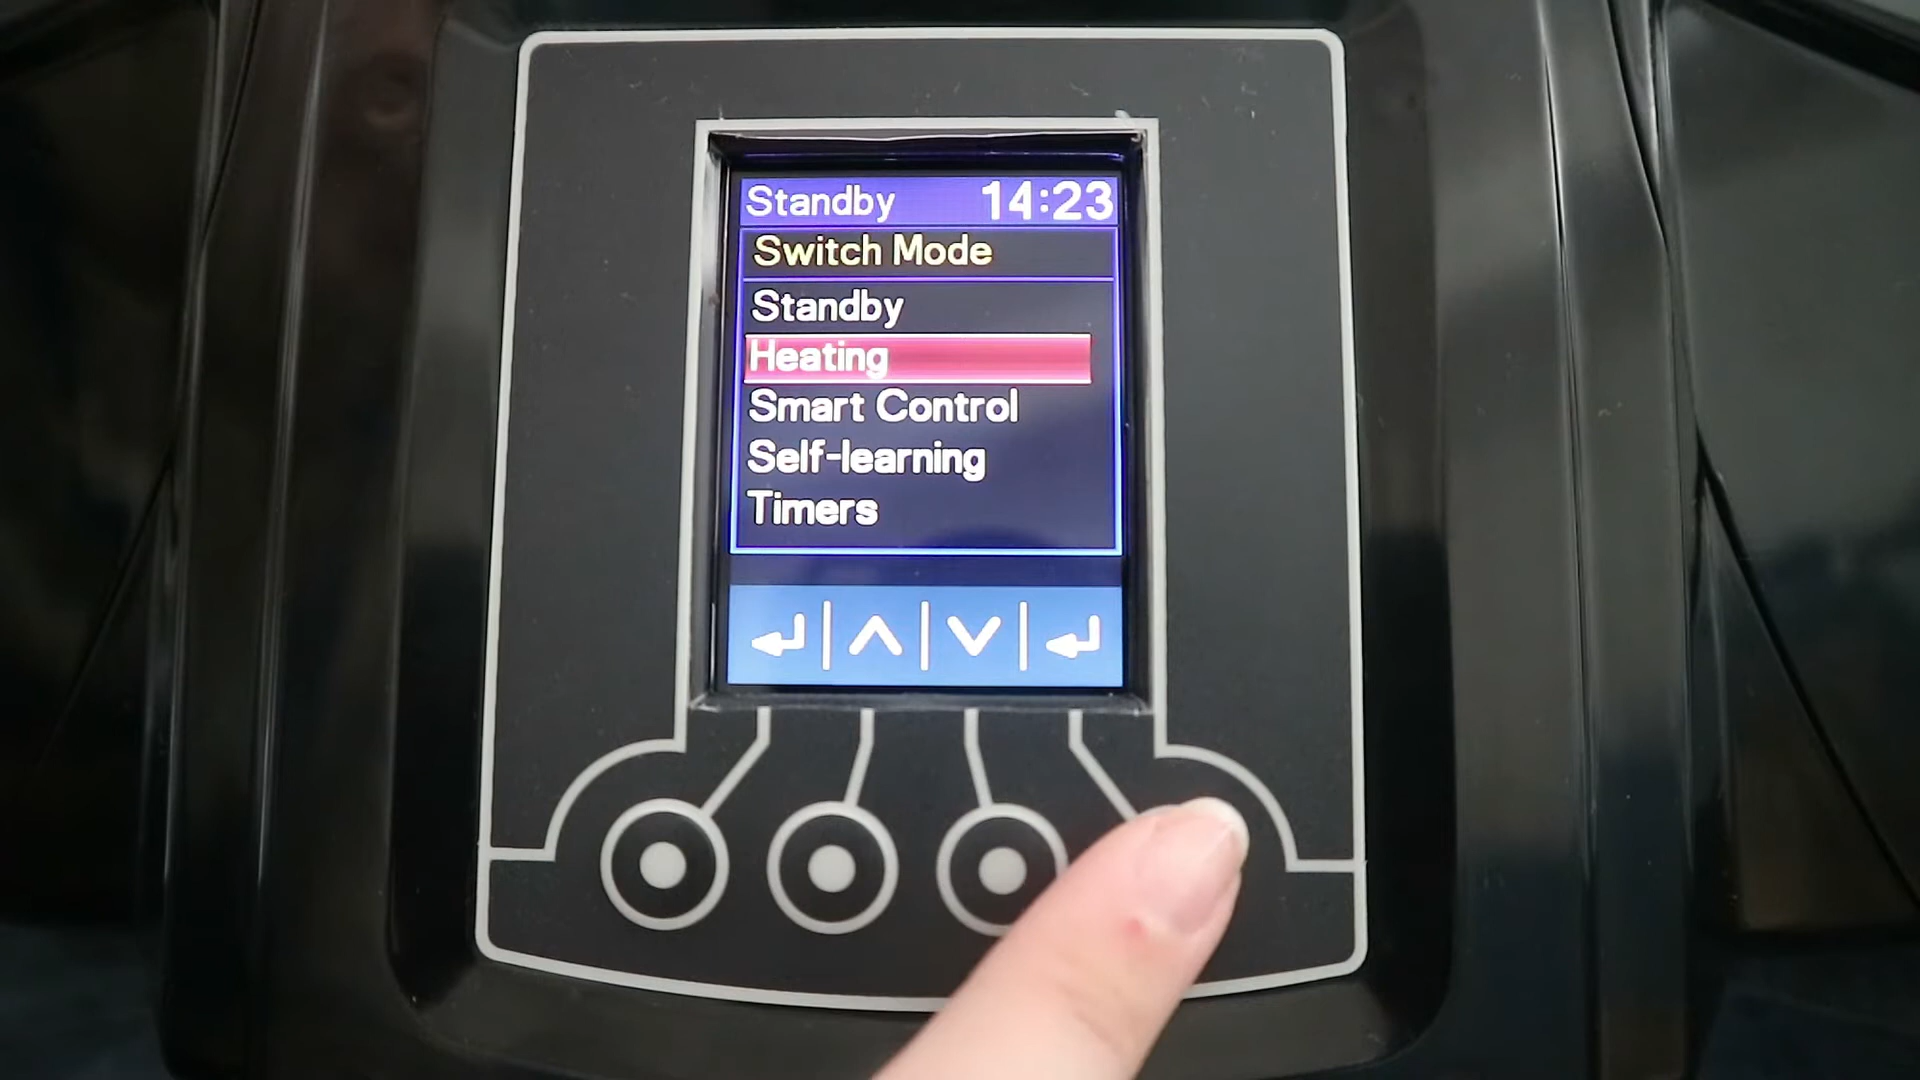 Standby 14:23
Switch Mode
Standby
Heating
Smart Control
Self-learning
Timers